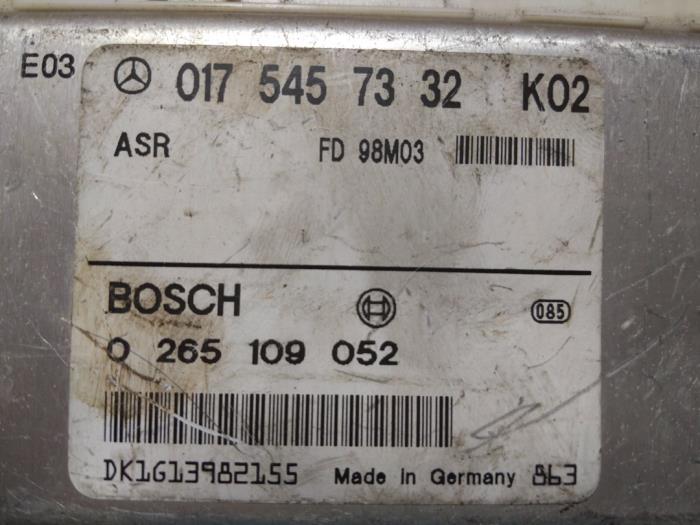 E03
017 545 73 32 K02
ASR FD 98M03
BOSCH 085
0 265 109 052
DK1G13982155 Made in Germany 863